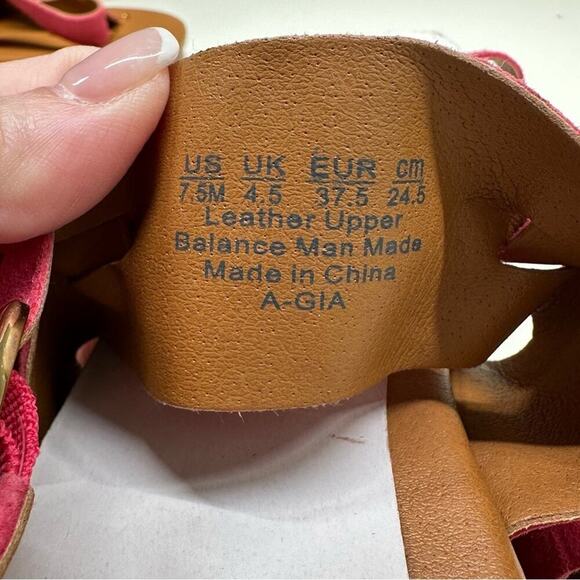 US UK EUR cm
7.5M 4.5 37.5 24.5
Leather Upper
Balance Man Made
Made in China
A-GIA